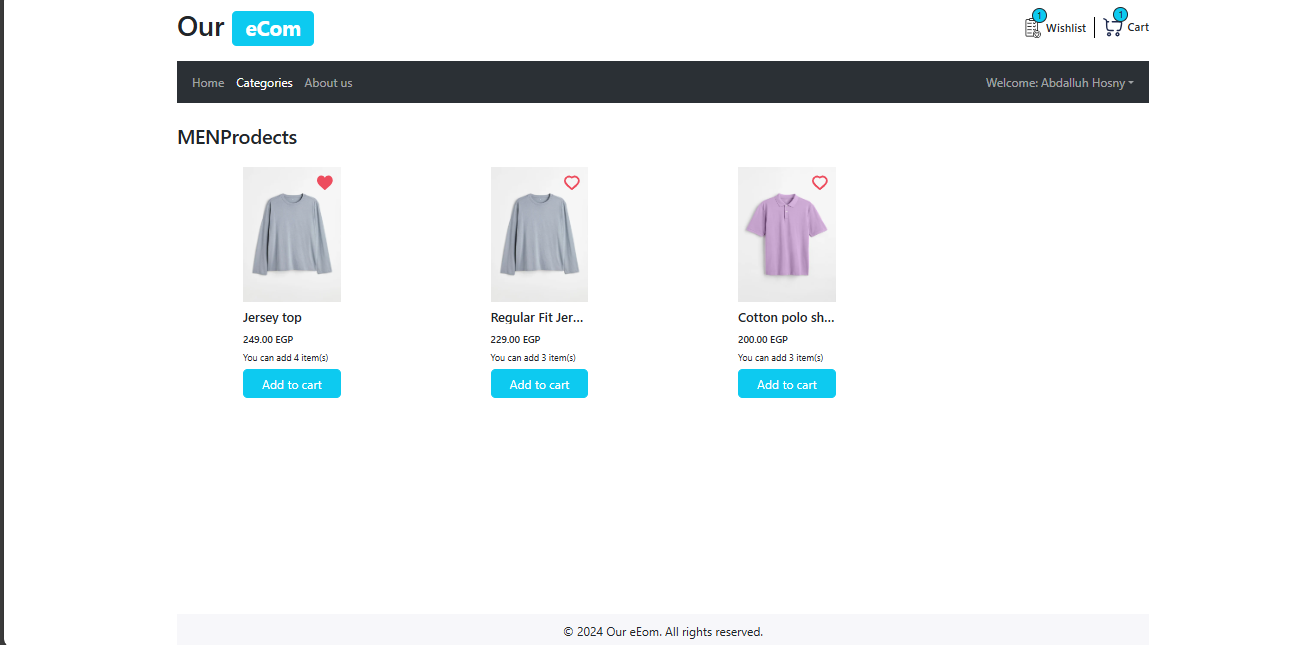 Our eCom
1 Wishlist 1 Cart
Home Categories About us Welcome: Abdalluh Hosny
MENProdects
Jersey top
249.00 EGP
You can add 4 item(s)
Add to cart
Regular Fit Jer...
229.00 EGP
You can add 3 item(s)
Add to cart
Cotton polo sh...
200.00 EGP
You can add 3 item(s)
Add to cart
© 2024 Our eEom. All rights reserved.